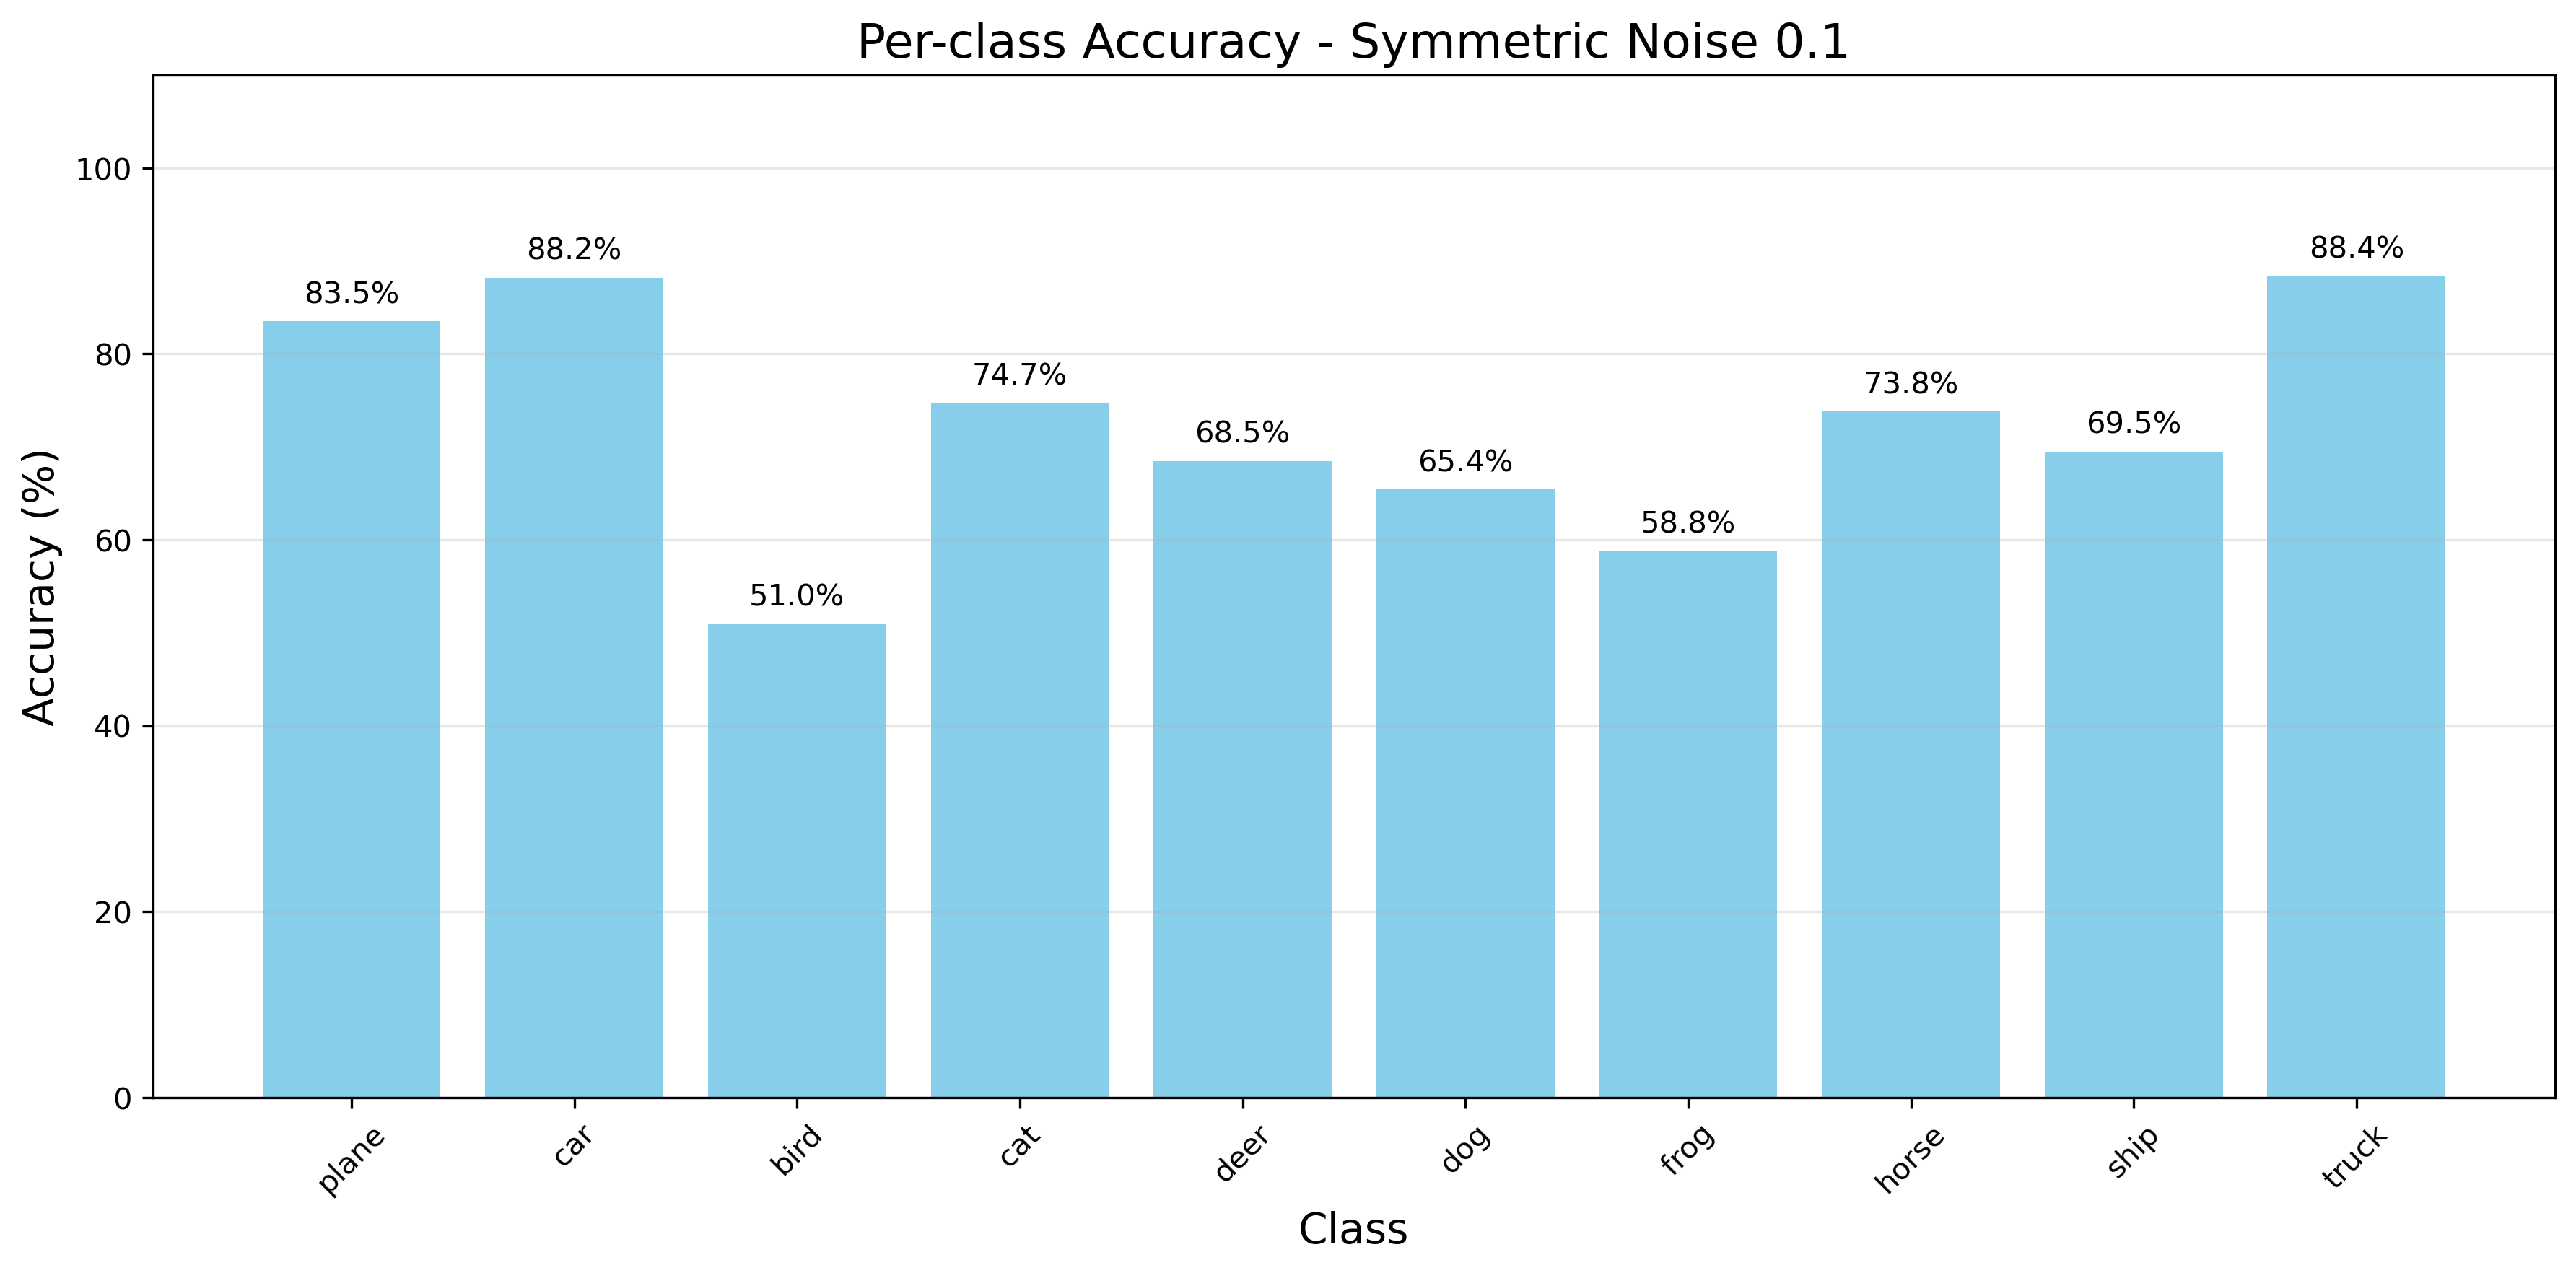 Per-class Accuracy - Symmetric Noise 0.1
Accuracy (%)
100
80
60
40
20
0
83.5%
88.2%
51.0%
74.7%
68.5%
65.4%
58.8%
73.8%
69.5%
88.4%
plane
car
bird
cat
deer
dog
frog
horse
ship
truck
Class